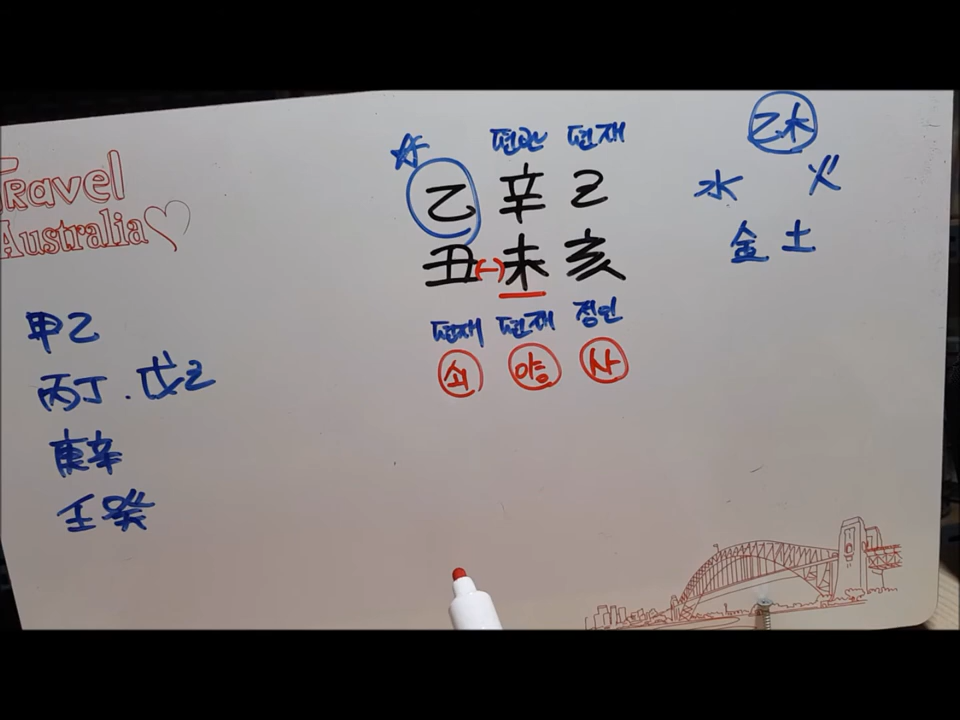 Travel
Australia
甲乙
丙丁.戊己
庚辛
壬癸
편관 편재
乙辛己
丑(-)未亥
편재 편재 정인
쇠 양 사
乙木
水 火
金 土